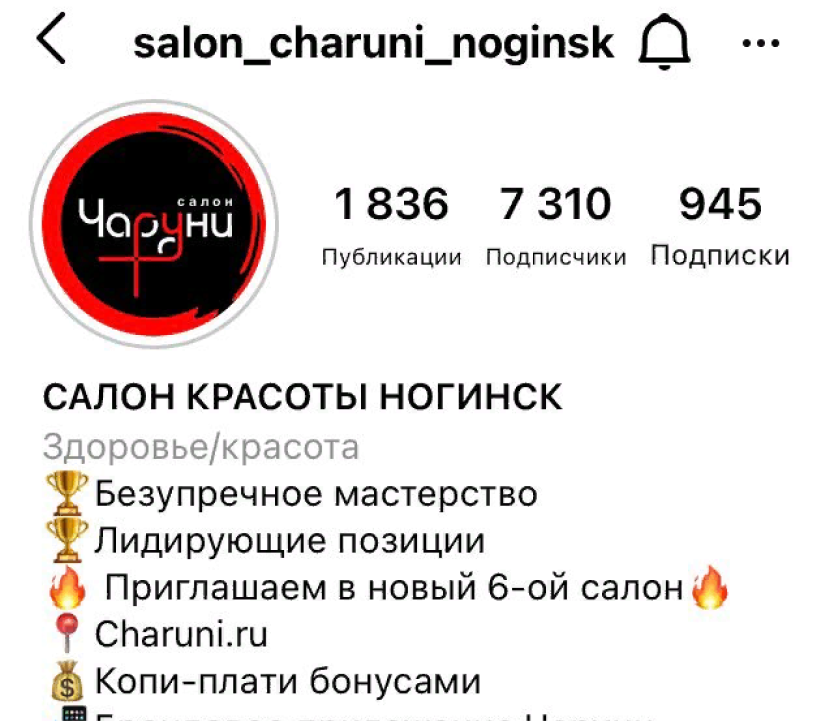 salon_charuni_noginsk
салон
Чаруни
1 836 7 310 945
Публикации Подписчики Подписки
САЛОН КРАСОТЫ НОГИНСК
Здоровье/красота
🏆Безупречное мастерство
🏆Лидирующие позиции
🔥 Приглашаем в новый 6-ой салон🔥
📍Charuni.ru
💰Копи-плати бонусами